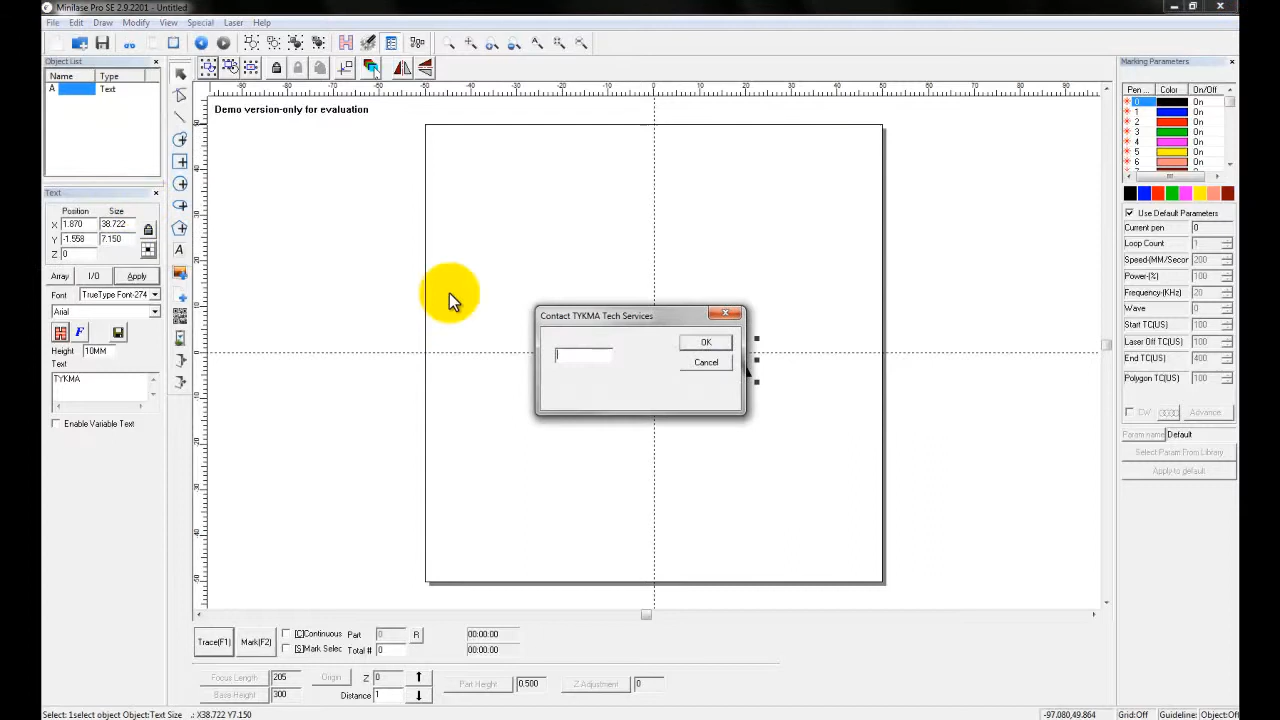 Minilase Pro SE 2.9.2201 - Untitled
File Edit Draw Modify View Special Laser Help
Object List
Name Type
A Text
Text
Position Size
X 1.870 38.722
Y -1.558 7.150
Z 0
Array I/O Apply
Font TrueType Font-274
Arial
F
Height 10MM
Text
TYKMA
Enable Variable Text
Demo version-only for evaluation
Contact TYKMA Tech Services
OK
Cancel
Trace(F1) Mark(F2)
[C]Continuous Part 0 R 00:00:00
[S]Mark Selec Total # 0 00:00:00
Focus Length 205 Origin Z 0
Base Height 300 Distance 1
Part Height 0.500 Z Adjustment 0
Marking Parameters
Pen ... Color On/Off
0 On
1 On
2 On
3 On
4 On
5 On
6 On
Use Default Parameters
Current pen 0
Loop Count 1
Speed(MM/Secor 200
Power(%) 100
Frequency(KHz) 20
Wave 0
Start TC(US) 100
Laser Off TC(US) 100
End TC(US) 400
Polygon TC(US) 100
Advance
Param name Default
Select Param From Library
Apply to default
Select: 1select object Object:Text Size : X38.722 Y7.150
-97.080,49.864 Grid:Off Guideline: Object:Off